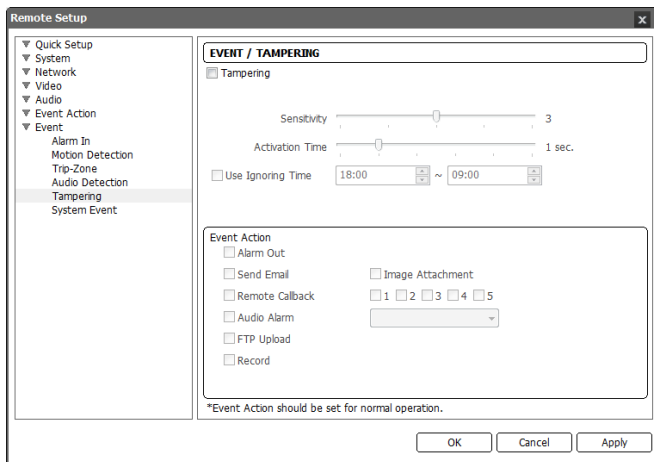 Remote Setup
x
Quick Setup
System
Network
Video
Audio
Event Action
Event
Alarm In
Motion Detection
Trip-Zone
Audio Detection
Tampering
System Event
EVENT / TAMPERING
Tampering
Sensitivity 3
Activation Time 1 sec.
Use Ignoring Time 18:00 ~ 09:00
Event Action
Alarm Out
Send Email Image Attachment
Remote Callback 1 2 3 4 5
Audio Alarm
FTP Upload
Record
*Event Action should be set for normal operation.
OK Cancel Apply